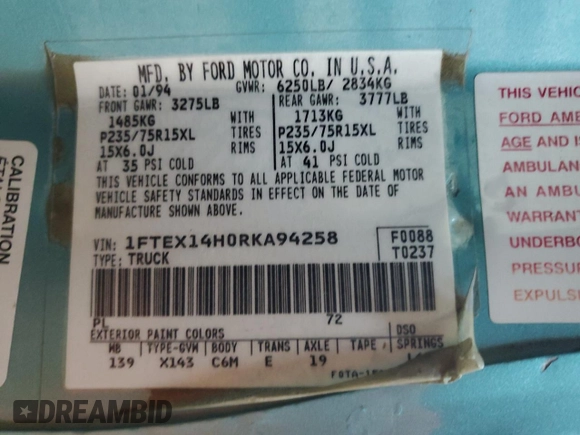 MFD. BY FORD MOTOR CO. IN U.S.A.
DATE: 01/94 GVWR: 6250LB/ 2834KG
FRONT GAWR: 3275LB REAR GAWR: 3777LB
1485KG WITH 1713KG WITH
P235/75R15XL TIRES P235/75R15XL TIRES
15X6.0J RIMS 15X6.0J RIMS
AT 35 PSI COLD AT 41 PSI COLD
THIS VEHICLE CONFORMS TO ALL APPLICABLE FEDERAL MOTOR
VEHICLE SAFETY STANDARDS IN EFFECT ON THE DATE OF
MANUFACTURE SHOWN ABOVE.
VIN: 1FTEX14H0RKA94258 F0088
TYPE: TRUCK T0237
PL 72
EXTERIOR PAINT COLORS DSO
WB TYPE-GVW BODY TRANS AXLE TAPE SPRINGS
139 X143 C6M E 19
CALIBRATION
THIS VEHIC
FORD AMB
AGE AND I
AMBULAN
AN AMBU
WARRANT
UNDERBO
PRESSU
EXPULS
DREAMBID